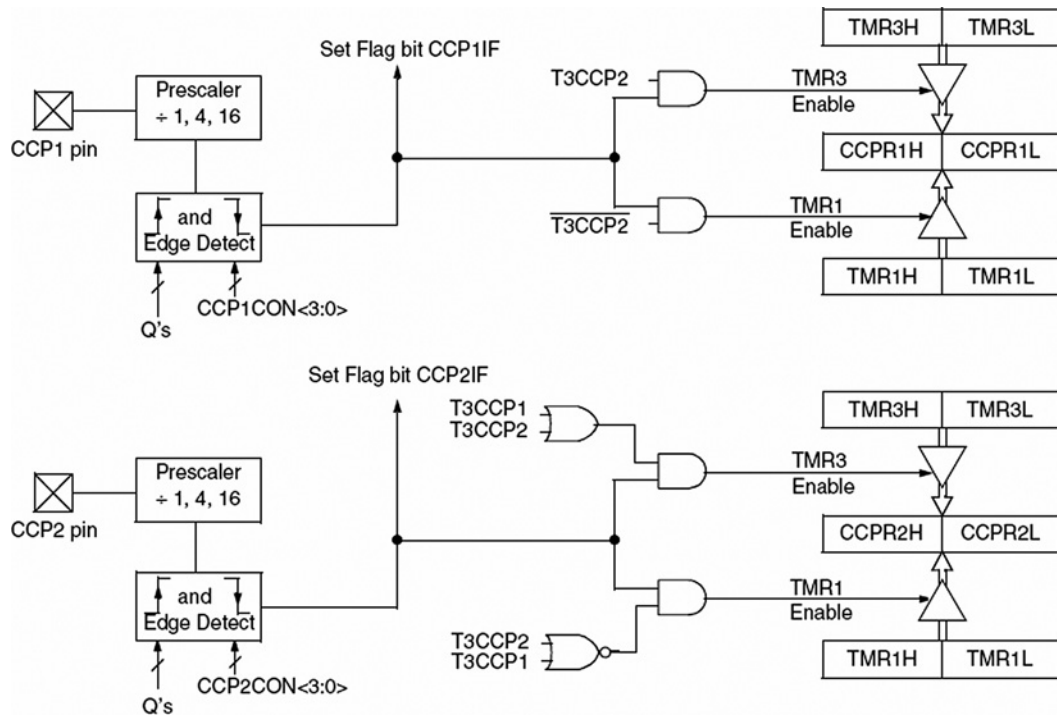 TMR3H TMR3L
Set Flag bit CCP1IF
Prescaler
÷ 1, 4, 16
CCP1 pin
T3CCP2
TMR3
Enable
CCPR1H CCPR1L
and
Edge Detect
T3CCP2
TMR1
Enable
TMR1H TMR1L
Q's
CCP1CON<3:0>
Set Flag bit CCP2IF
TMR3H TMR3L
T3CCP1
T3CCP2
Prescaler
÷ 1, 4, 16
CCP2 pin
TMR3
Enable
CCPR2H CCPR2L
and
Edge Detect
TMR1
Enable
T3CCP2
T3CCP1
TMR1H TMR1L
Q's
CCP2CON<3:0>